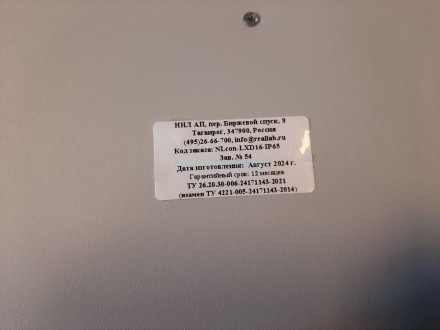 НИЛ АП, пер. Биржевой спуск, 8
Таганрог, 347900, Россия
(495)26-66-700, info@reallab.ru
Код заказа: NLcon-LXD16-IP65
Зав. № 54
Дата изготовления: Август 2024 г.
Гарантийный срок: 12 месяцев
ТУ 26.20.30-006-24171143-2021
(взамен ТУ 4221-005-24171143-2014)